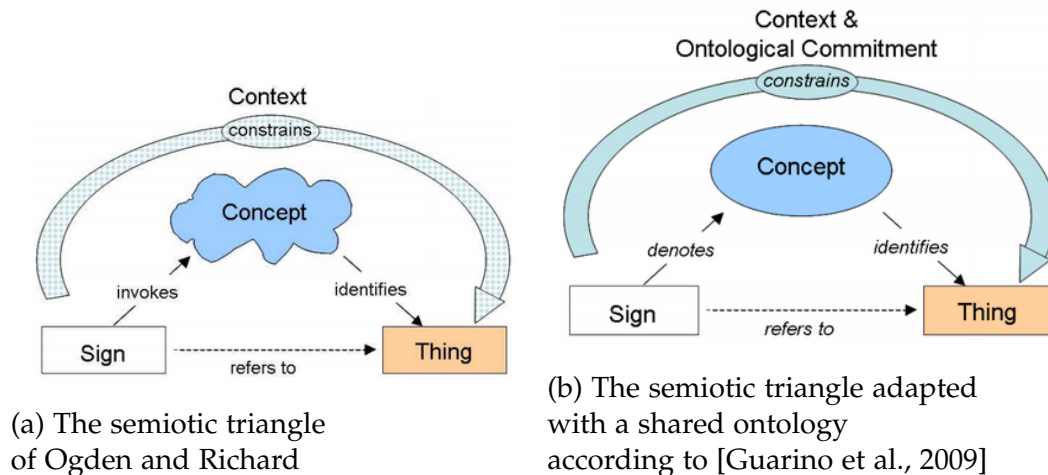 Context
constrains
Concept
invokes
identifies
Sign
refers to
Thing
(a) The semiotic triangle
of Ogden and Richard
Context &
Ontological Commitment
constrains
Concept
denotes
identifies
Sign
refers to
Thing
(b) The semiotic triangle adapted
with a shared ontology
according to [Guarino et al., 2009]